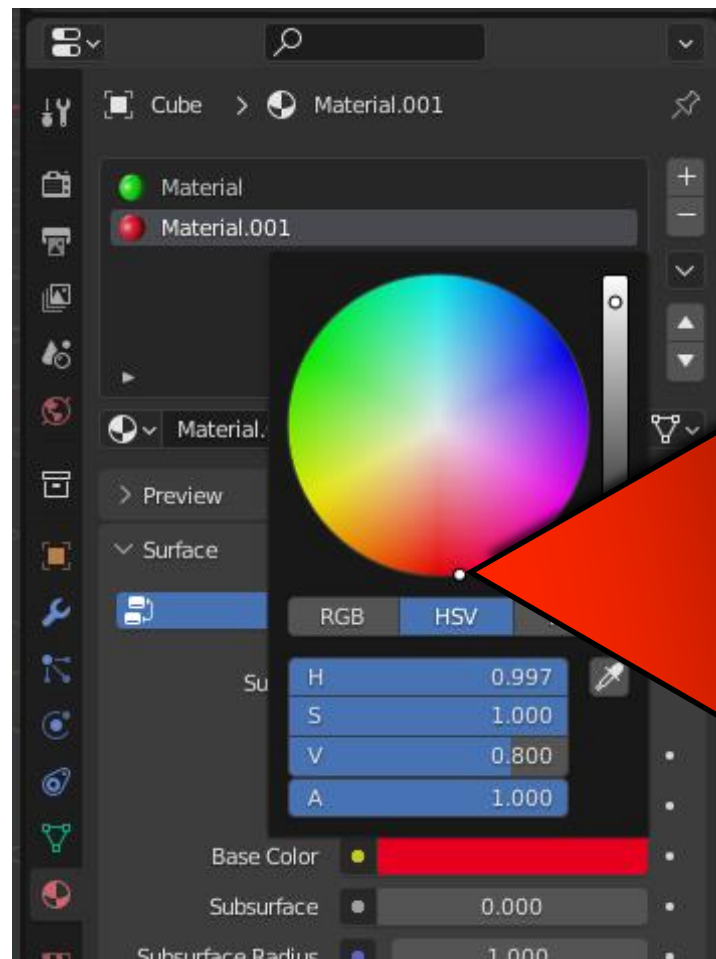 Cube > Material.001
Material
Material.001
Material.
Preview
Surface
RGB HSV
Su
H 0.997
S 1.000
V 0.800
A 1.000
Base Color
Subsurface 0.000
Subsurface Radius 1.000